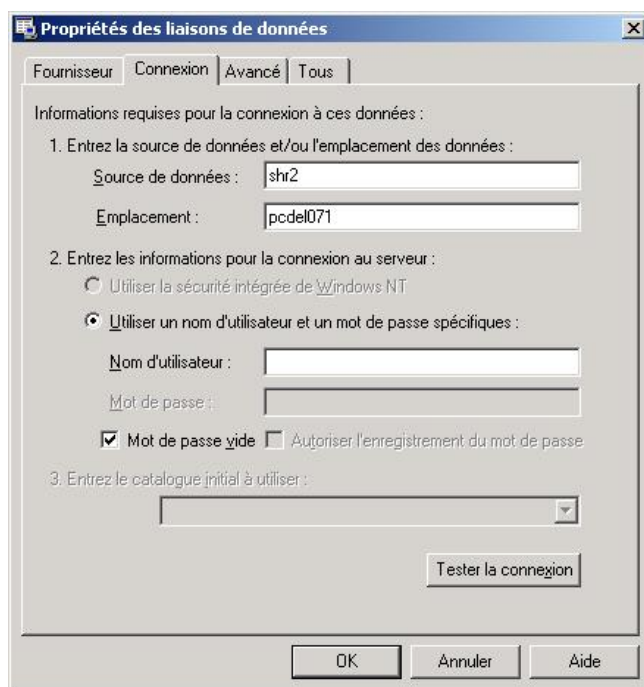 Propriétés des liaisons de données
Fournisseur Connexion Avancé Tous
Informations requises pour la connexion à ces données :
1. Entrez la source de données et/ou l'emplacement des données :
Source de données : shr2
Emplacement : pcdel071
2. Entrez les informations pour la connexion au serveur :
Utiliser la sécurité intégrée de Windows NT
Utiliser un nom d'utilisateur et un mot de passe spécifiques :
Nom d'utilisateur :
Mot de passe :
Mot de passe vide Autoriser l'enregistrement du mot de passe
3. Entrez le catalogue initial à utiliser :
Tester la connexion
OK Annuler Aide